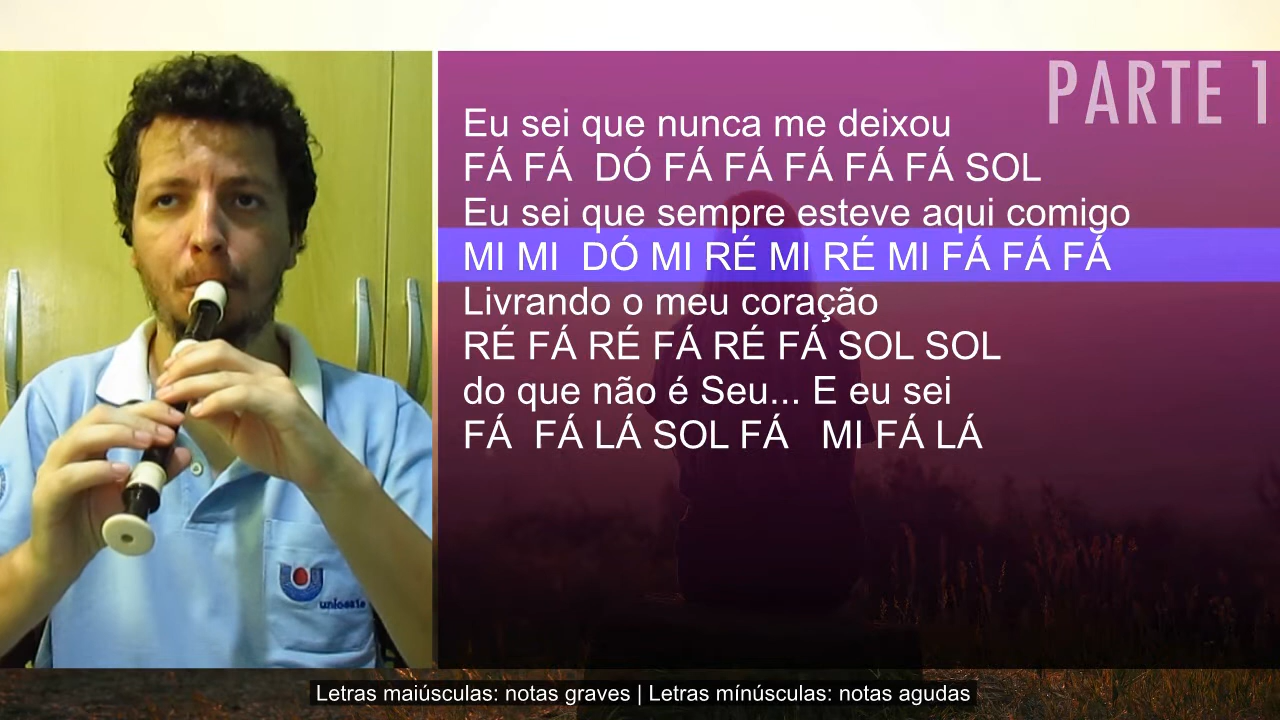 PARTE 1
Eu sei que nunca me deixou
FÁ FÁ DÓ FÁ FÁ FÁ FÁ FÁ SOL
Eu sei que sempre esteve aqui comigo
MI MI DÓ MI RÉ MI RÉ MI FÁ FÁ FÁ
Livrando o meu coração
RÉ FÁ RÉ FÁ RÉ FÁ SOL SOL
do que não é Seu... E eu sei
FÁ FÁ LÁ SOL FÁ MI FÁ LÁ
Letras maiúsculas: notas graves | Letras mínúsculas: notas agudas